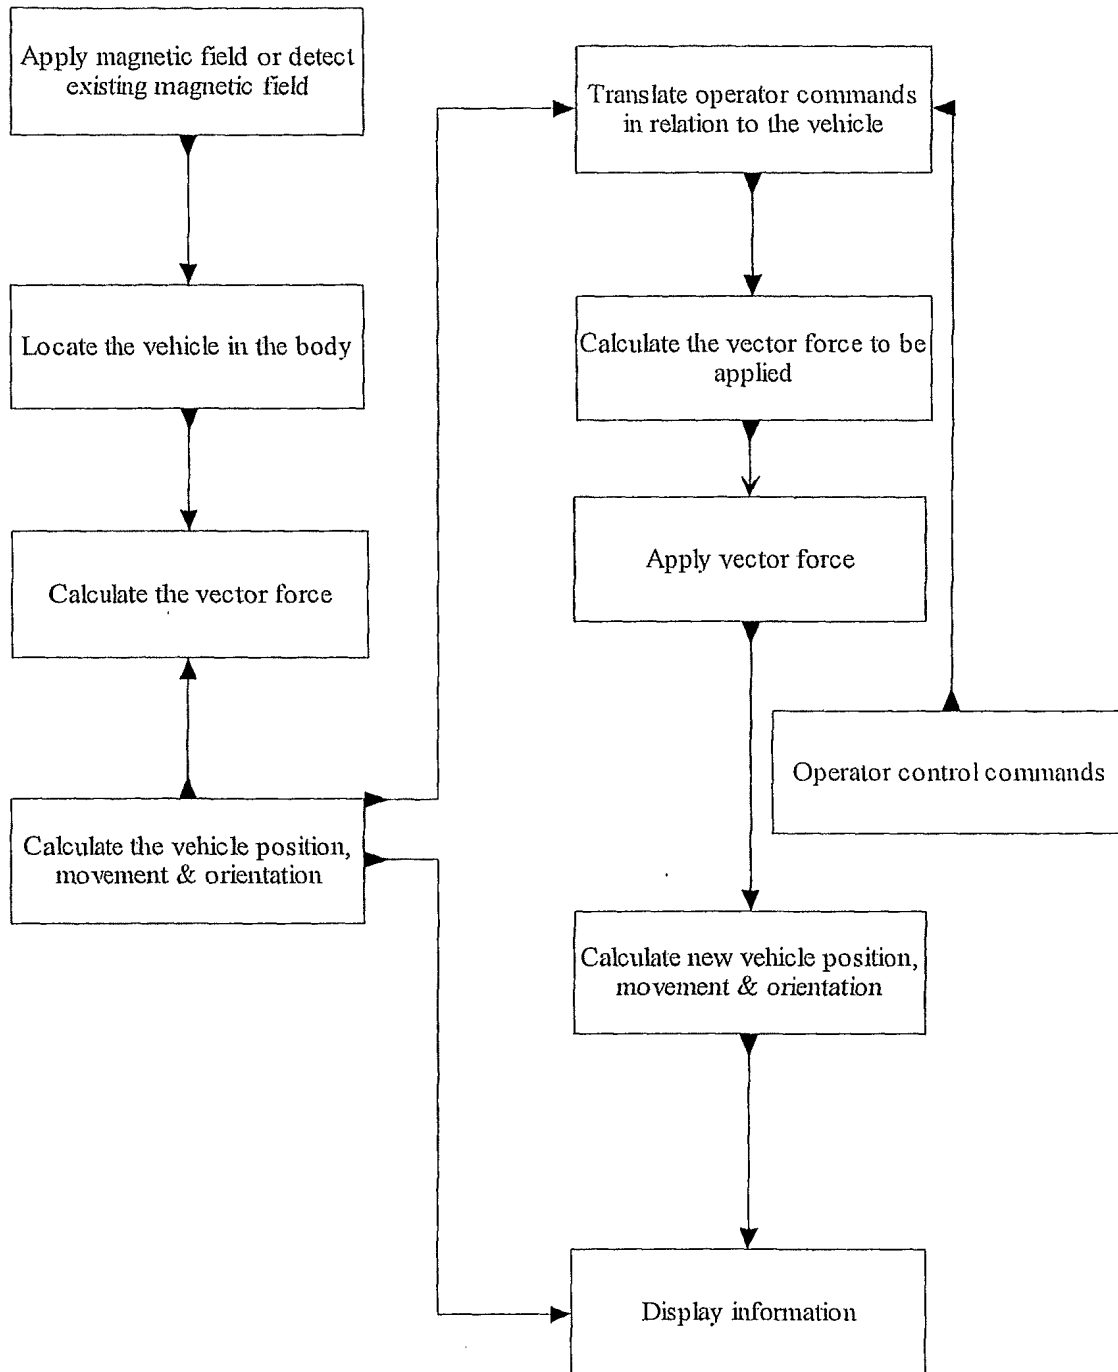 Apply magnetic field or detect
existing magnetic field
Locate the vehicle in the body
Calculate the vector force
Calculate the vehicle position,
movement & orientation
Translate operator commands
in relation to the vehicle
Calculate the vector force to be
applied
Apply vector force
Operator control commands
Calculate new vehicle position,
movement & orientation
Display information